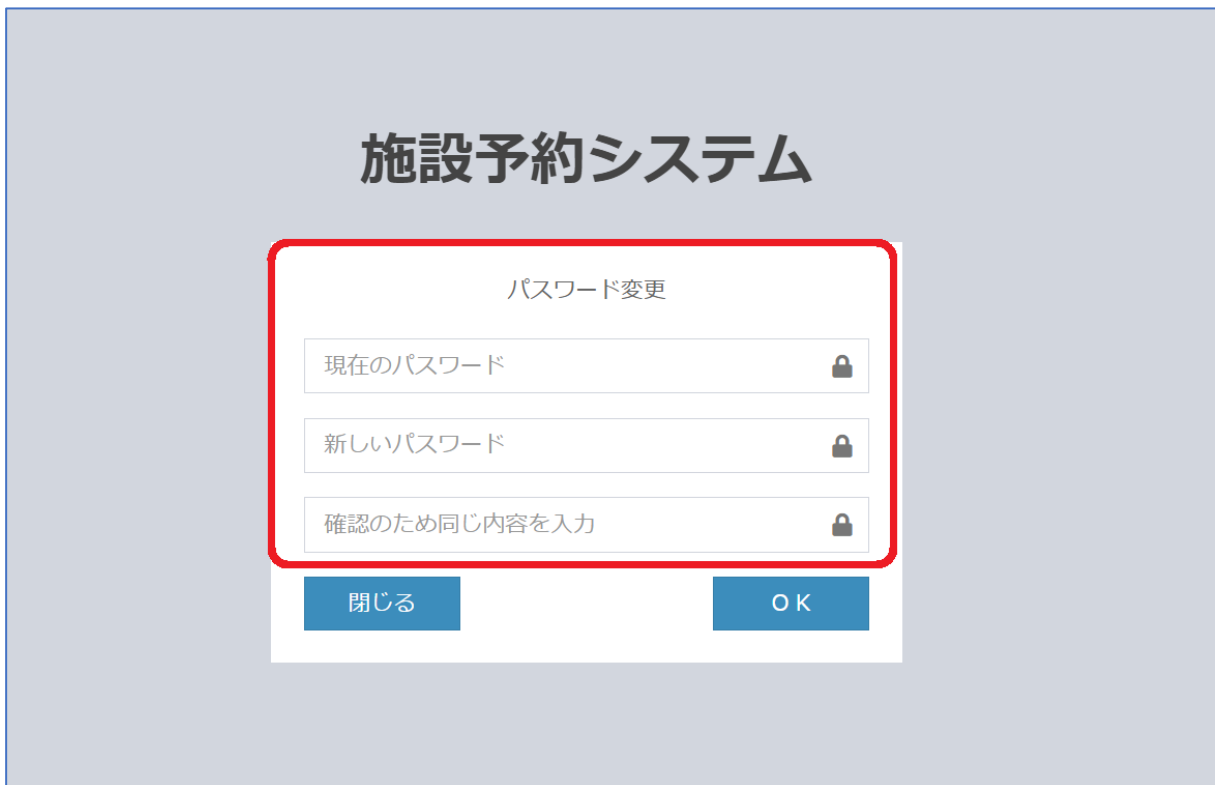 施設予約システム
パスワード変更
現在のパスワード
新しいパスワード
確認のため同じ内容を入力
閉じる
ＯＫ